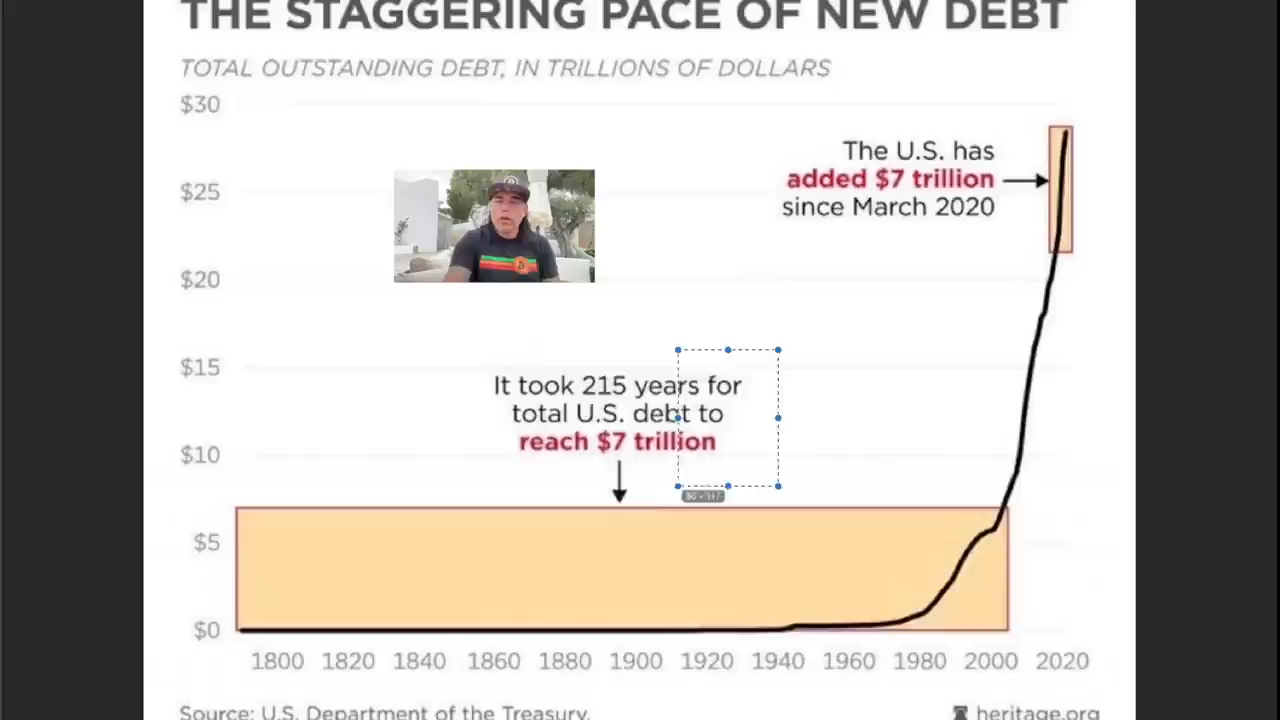 THE STAGGERING PACE OF NEW DEBT
TOTAL OUTSTANDING DEBT, IN TRILLIONS OF DOLLARS
$30
The U.S. has
added $7 trillion
since March 2020
$25
$20
$15
It took 215 years for
total U.S. debt to
reach $7 trillion
$10
$5
$0
1800 1820 1840 1860 1880 1900 1920 1940 1960 1980 2000 2020
Source: U.S. Department of the Treasury.
heritage.org